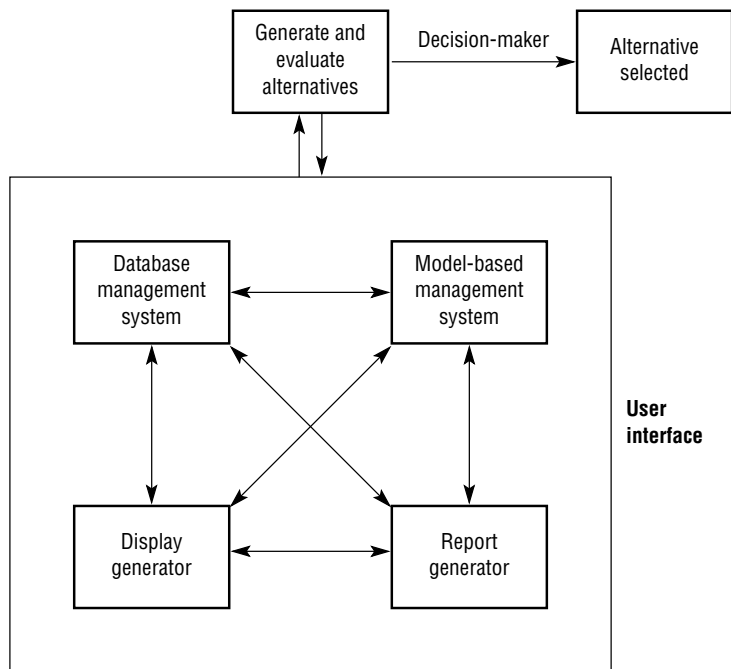 Generate and
evaluate
alternatives
Decision-maker
Alternative
selected
Database
management
system
Model-based
management
system
User
interface
Display
generator
Report
generator